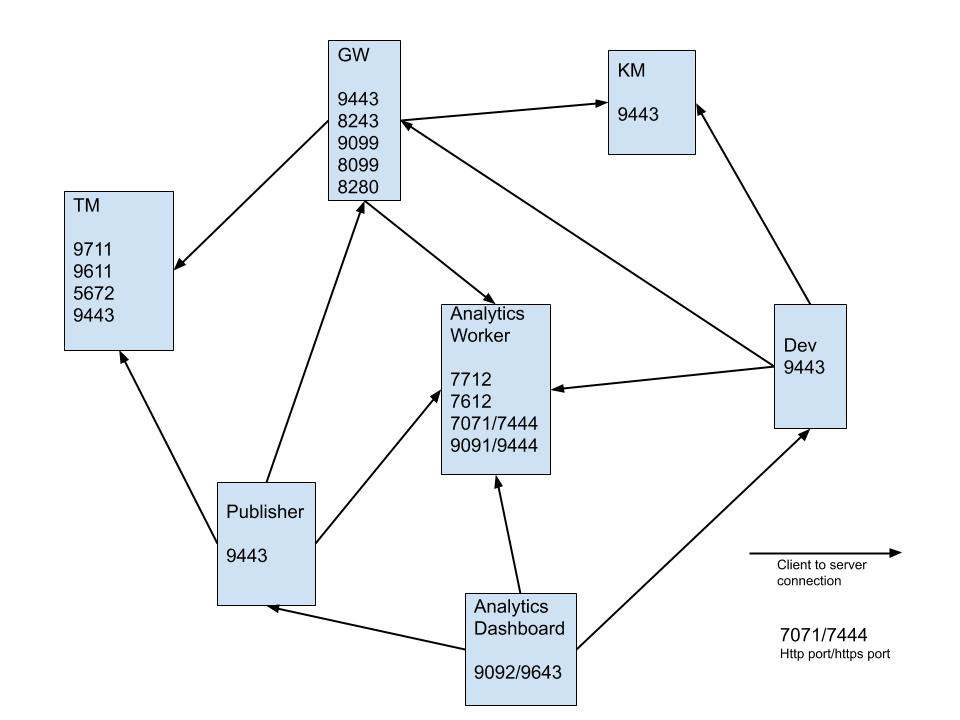 GW
9443
8243
9099
8099
8280
KM
9443
TM
9711
9611
5672
9443
Analytics
Worker
7712
7612
7071/7444
9091/9444
Dev
9443
Publisher
9443
Analytics
Dashboard
9092/9643
Client to server
connection
7071/7444
Http port/https port